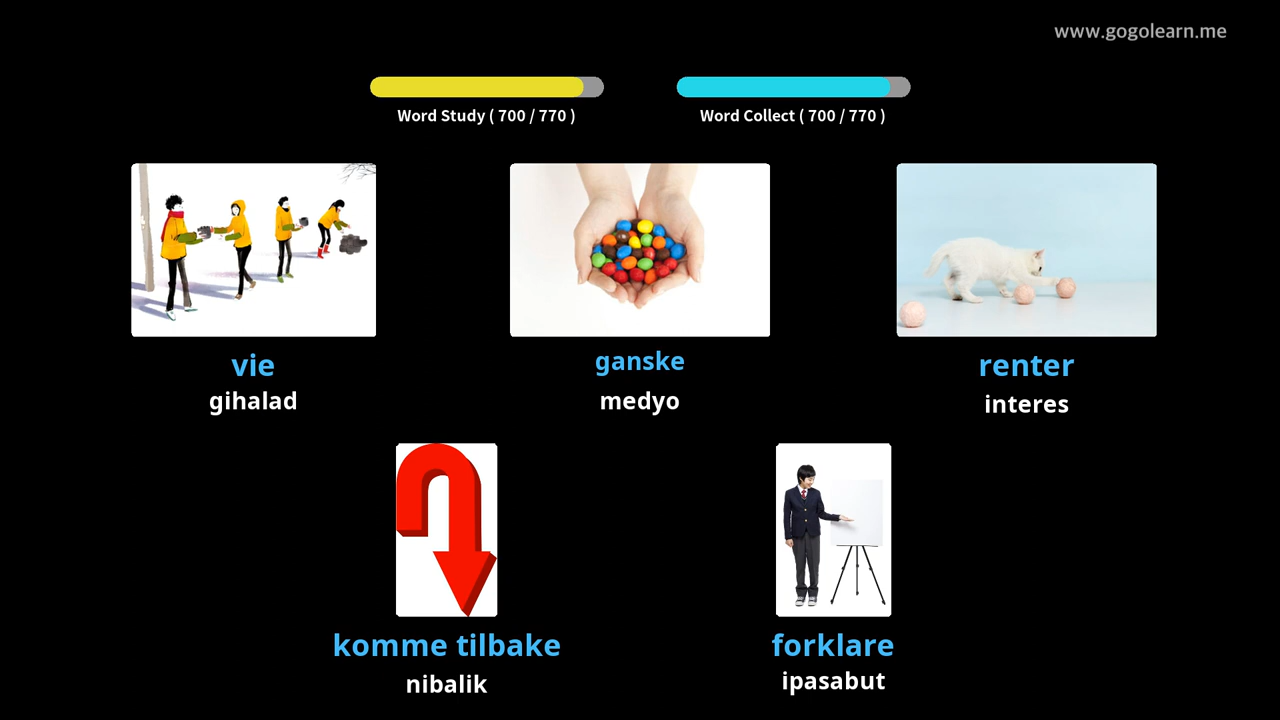 www.gogolearn.me
Word Study ( 700 / 770 )
Word Collect ( 700 / 770 )
vie
gihalad
ganske
medyo
renter
interes
komme tilbake
nibalik
forklare
ipasabut